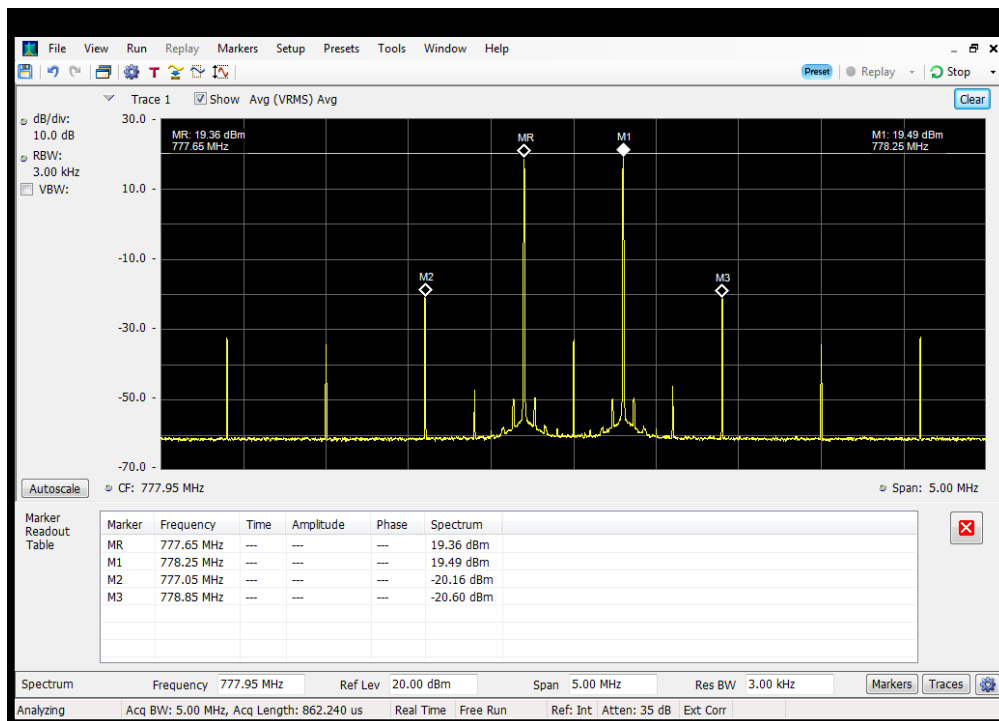 File View Run Replay Markers Setup Presets Tools Window Help
T Preset Replay Stop
Trace 1 Show Avg (VRMS) Avg Clear
dB/div:
10.0 dB
RBW:
3.00 kHz
VBW:
30.0 -
10.0 -
-10.0 -
-30.0 -
-50.0 -
-70.0 -
MR: 19.36 dBm
777.65 MHz
MR
M1
M1: 19.49 dBm
778.25 MHz
M2
M3
Autoscale CF: 777.95 MHz Span: 5.00 MHz
Marker
Readout
Table
Marker Frequency Time Amplitude Phase Spectrum
MR 777.65 MHz --- --- --- 19.36 dBm
M1 778.25 MHz --- --- --- 19.49 dBm
M2 777.05 MHz --- --- --- -20.16 dBm
M3 778.85 MHz --- --- --- -20.60 dBm
Spectrum Frequency 777.95 MHz Ref Lev 20.00 dBm Span 5.00 MHz Res BW 3.00 kHz Markers Traces
Analyzing Acq BW: 5.00 MHz, Acq Length: 862.240 us Real Time Free Run Ref: Int Atten: 35 dB Ext Corr